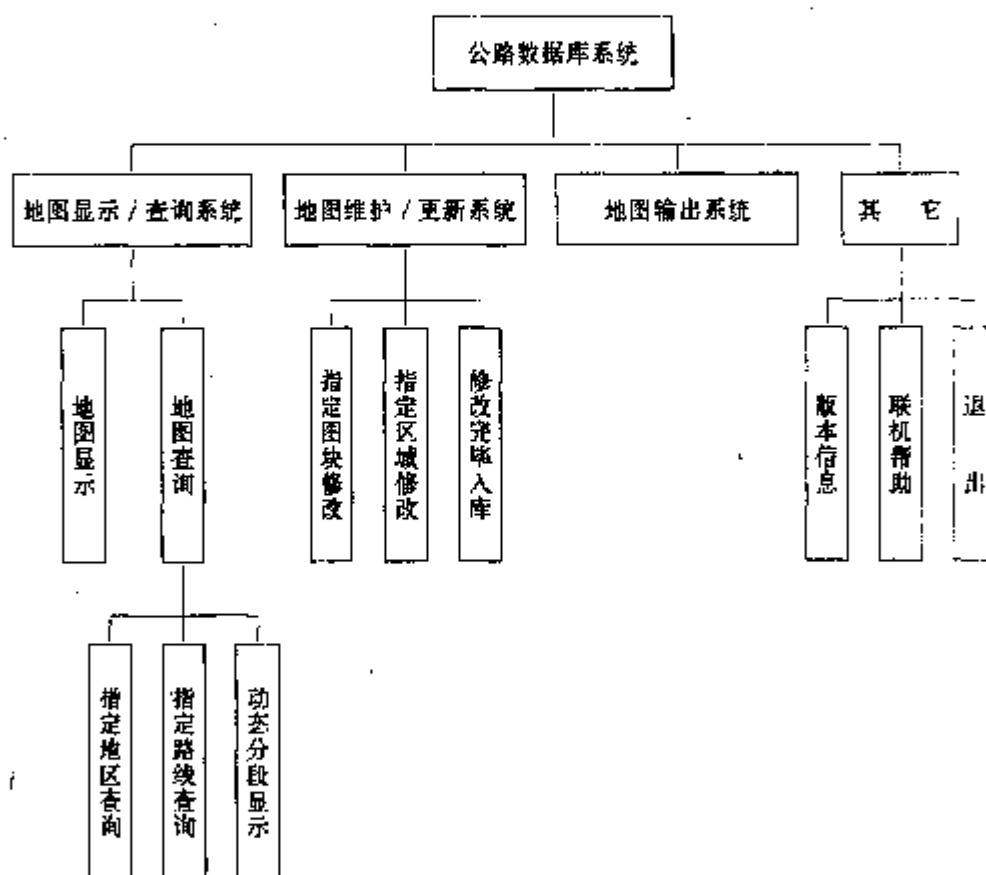 公路数据库系统
地图显示/查询系统
地图维护/更新系统
地图输出系统
其 它
地图显示
地图查询
指定图块修改
指定区域修改
修改完毕入库
版本信息
联机帮助
退 出
指定地区查询
指定路线查询
动态分段显示